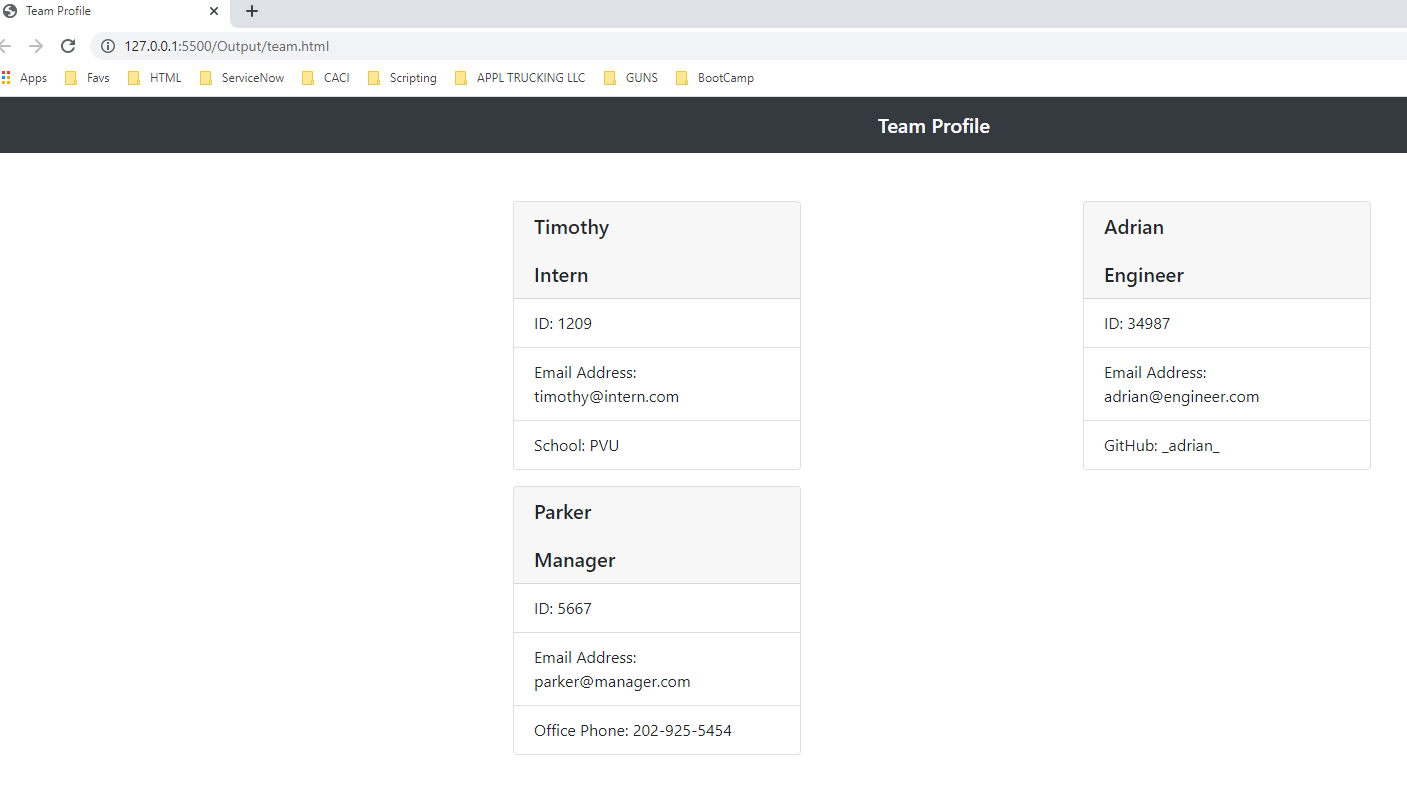 Team Profile
127.0.0.1:5500/Output/team.html
Apps Favs HTML ServiceNow CACI Scripting APPL TRUCKING LLC GUNS BootCamp
Team Profile
Timothy
Intern
ID: 1209
Email Address:
timothy@intern.com
School: PVU
Adrian
Engineer
ID: 34987
Email Address:
adrian@engineer.com
GitHub: _adrian_
Parker
Manager
ID: 5667
Email Address:
parker@manager.com
Office Phone: 202-925-5454